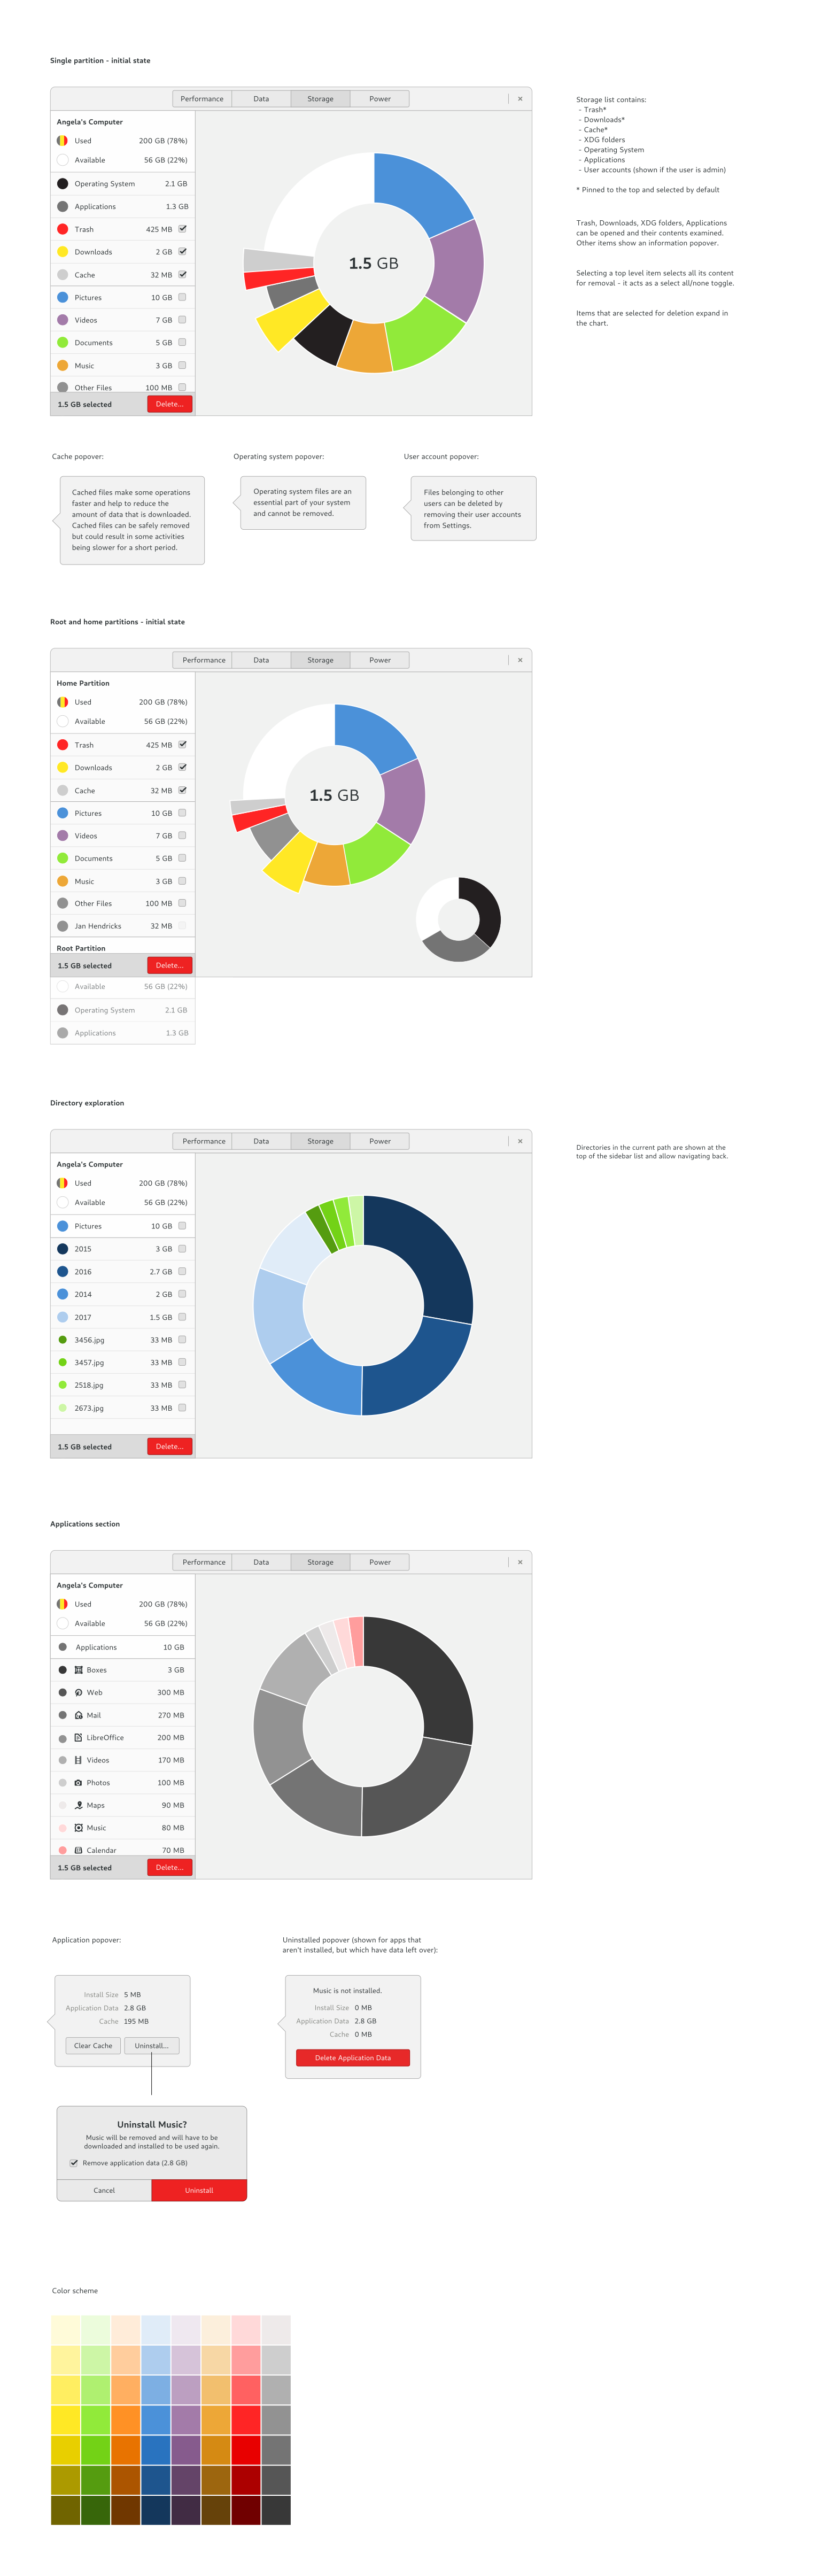 Single partition - initial state
Performance Data Storage Power ×
Angela's Computer
Used 200 GB (78%)
Available 56 GB (22%)
Operating System 2.1 GB
Applications 1.3 GB
Trash 425 MB
Downloads 2 GB
Cache 32 MB
Pictures 10 GB
Videos 7 GB
Documents 5 GB
Music 3 GB
Other Files 100 MB
1.5 GB selected Delete...
1.5 GB
Storage list contains:
- Trash*
- Downloads*
- Cache*
- XDG folders
- Operating System
- Applications
- User accounts (shown if the user is admin)
* Pinned to the top and selected by default
Trash, Downloads, XDG folders, Applications
can be opened and their contents examined.
Other items show an information popover.
Selecting a top level item selects all its content
for removal - it acts as a select all/none toggle.
Items that are selected for deletion expand in
the chart.
Cache popover:
Cached files make some operations
faster and help to reduce the
amount of data that is downloaded.
Cached files can be safely removed
but could result in some activities
being slower for a short period.
Operating system popover:
Operating system files are an
essential part of your system
and cannot be removed.
User account popover:
Files belonging to other
users can be deleted by
removing their user accounts
from Settings.
Root and home partitions - initial state
Performance Data Storage Power ×
Home Partition
Used 200 GB (78%)
Available 56 GB (22%)
Trash 425 MB
Downloads 2 GB
Cache 32 MB
Pictures 10 GB
Videos 7 GB
Documents 5 GB
Music 3 GB
Other Files 100 MB
Jan Hendricks 32 MB
Root Partition
1.5 GB selected Delete...
Available 56 GB (22%)
Operating System 2.1 GB
Applications 1.3 GB
1.5 GB
Directory exploration
Performance Data Storage Power ×
Angela's Computer
Used 200 GB (78%)
Available 56 GB (22%)
Pictures 10 GB
2015 3 GB
2016 2.7 GB
2014 2 GB
2017 1.5 GB
3456.jpg 33 MB
3457.jpg 33 MB
2518.jpg 33 MB
2673.jpg 33 MB
1.5 GB selected Delete...
Directories in the current path are shown at the
top of the sidebar list and allow navigating back.
Applications section
Performance Data Storage Power ×
Angela's Computer
Used 200 GB (78%)
Available 56 GB (22%)
Applications 10 GB
Boxes 3 GB
Web 300 MB
Mail 270 MB
LibreOffice 200 MB
Videos 170 MB
Photos 100 MB
Maps 90 MB
Music 80 MB
Calendar 70 MB
1.5 GB selected Delete...
Application popover:
Install Size 5 MB
Application Data 2.8 GB
Cache 195 MB
Clear Cache Uninstall...
Uninstalled popover (shown for apps that
aren't installed, but which have data left over):
Music is not installed.
Install Size 0 MB
Application Data 2.8 GB
Cache 0 MB
Delete Application Data
Uninstall Music?
Music will be removed and will have to be
downloaded and installed to be used again.
Remove application data (2.8 GB)
Cancel Uninstall
Color scheme